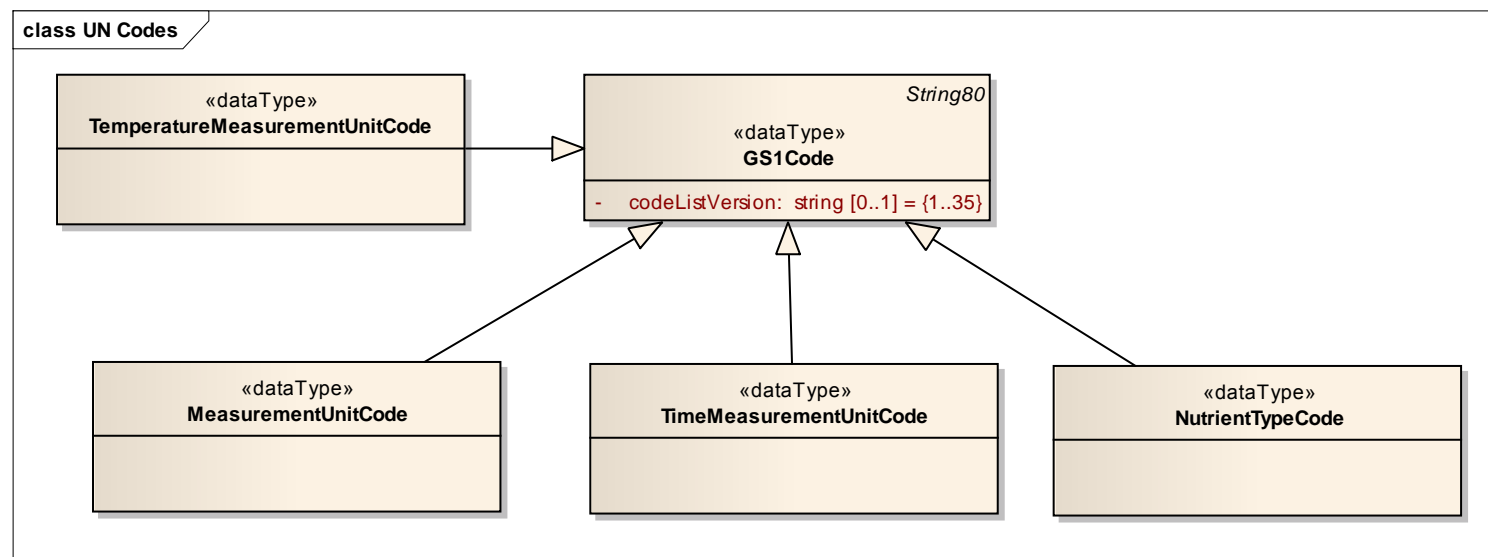 class UN Codes
«dataType»
TemperatureMeasurementUnitCode
String80
«dataType»
GS1Code
- codeListVersion: string [0..1] = {1..35}
«dataType»
MeasurementUnitCode
«dataType»
TimeMeasurementUnitCode
«dataType»
NutrientTypeCode